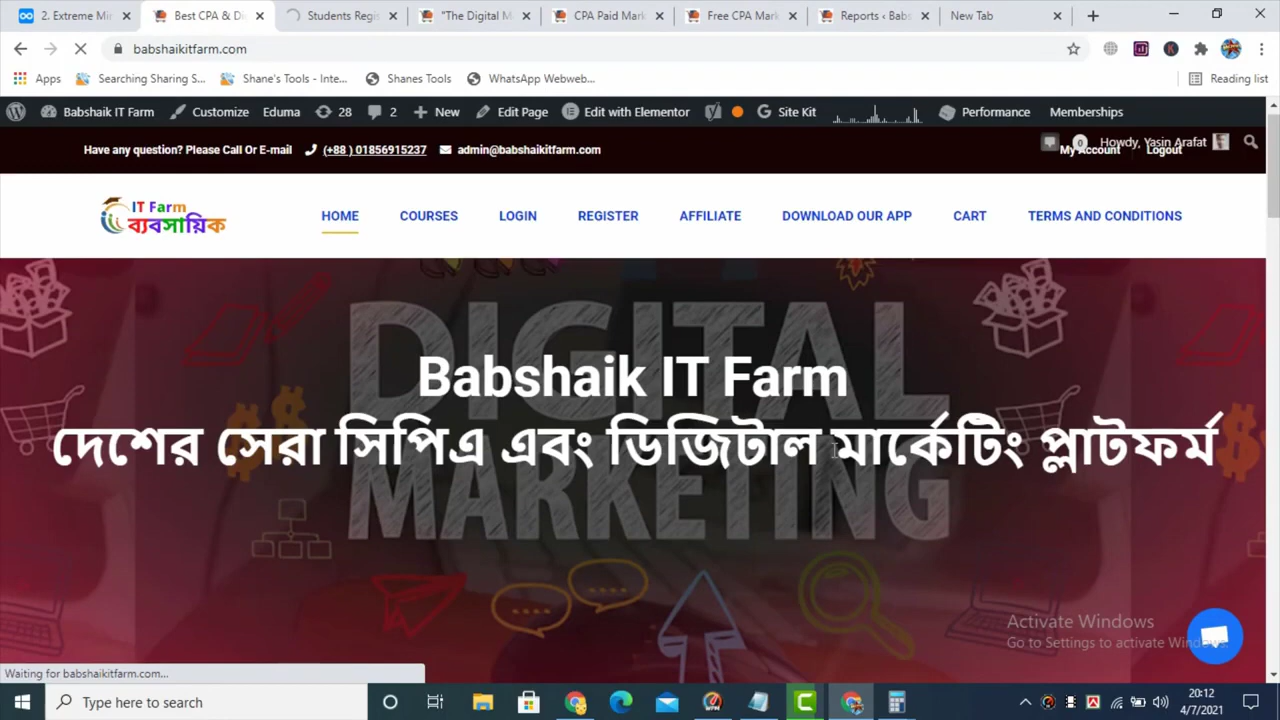 2. Extreme Mi
Best CPA & Di
Students Regis
"The Digital M
CPA Paid Mark
Free CPA Mark
Reports ‹ Babs
New Tab
babshaikitfarm.com
Apps
Searching Sharing S...
Shane's Tools - Inte...
Shanes Tools
WhatsApp Webweb...
Reading list
Babshaik IT Farm
Customize
Eduma
28
2
New
Edit Page
Edit with Elementor
Site Kit
Performance
Memberships
Have any question? Please Call Or E-mail
(+88 ) 01856915237
admin@babshaikitfarm.com
0
Howdy, Yasin Arafat
My Account
Logout
IT Farm
ব্যবসায়িক
HOME
COURSES
LOGIN
REGISTER
AFFILIATE
DOWNLOAD OUR APP
CART
TERMS AND CONDITIONS
DIGITAL
Babshaik IT Farm
দেশের সেরা সিপিএ এবং ডিজিটাল মার্কেটিং প্লাটফর্ম
MARKETING
Activate Windows
Go to Settings to activate Windows.
Waiting for babshaikitfarm.com...
Type here to search
20:12
4/7/2021